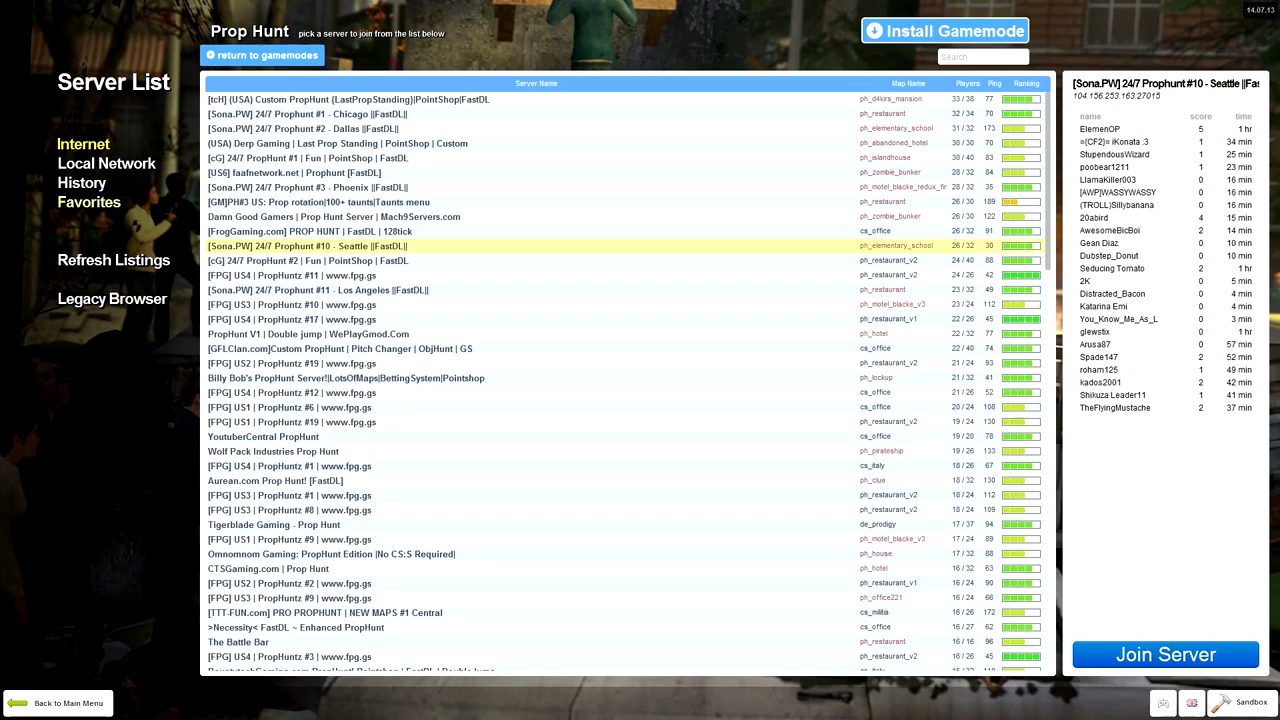 14.07.13
Prop Hunt pick a server to join from the list below
Install Gamemode
return to gamemodes
Search
Server List
Internet
Local Network
History
Favorites
Refresh Listings
Legacy Browser
Server Name Map Name Players Ping Ranking
[tcH] (USA) Custom PropHunt {LastPropStanding}|PointShop|FastDL ph_d4kirs_mansion 33 / 38 77
[Sona.PW] 24/7 Prophunt #1 - Chicago ||FastDL|| ph_restaurant 32 / 34 70
[Sona.PW] 24/7 Prophunt #2 - Dallas ||FastDL|| ph_elementary_school 31 / 32 173
(USA) Derp Gaming | Last Prop Standing | PointShop | Custom ph_abandoned_hotel 30 / 30 70
[cG] 24/7 PropHunt #1 | Fun | PointShop | FastDL ph_islandhouse 30 / 40 83
[US6] faafnetwork.net | Prophunt [FastDL] ph_zombie_bunker 28 / 32 84
[Sona.PW] 24/7 Prophunt #3 - Phoenix ||FastDL|| ph_motel_blacke_redux_fir 28 / 32 35
[GM]PH#3 US: Prop rotation|100+ taunts|Taunts menu ph_restaurant 26 / 30 189
Damn Good Gamers | Prop Hunt Server | Mach9Servers.com ph_zombie_bunker 26 / 30 122
[FrogGaming.com] PROP HUNT | FastDL | 128tick cs_office 26 / 32 91
[Sona.PW] 24/7 Prophunt #10 - Seattle ||FastDL|| ph_elementary_school 26 / 32 30
[cG] 24/7 PropHunt #2 | Fun | PointShop | FastDL ph_restaurant_v2 24 / 40 88
[FPG] US4 | PropHuntz #11 | www.fpg.gs ph_restaurant_v2 24 / 26 42
[Sona.PW] 24/7 Prophunt #11 - Los Angeles ||FastDL|| ph_restaurant 23 / 32 49
[FPG] US3 | PropHuntz #10 | www.fpg.gs ph_motel_blacke_v3 23 / 24 112
[FPG] US4 | PropHuntz #17 | www.fpg.gs ph_restaurant_v1 22 / 26 45
PropHunt V1 | Double jump | WePlayGmod.Com ph_hotel 22 / 32 77
[GFLClan.com]Custom PropHunt | Pitch Changer | ObjHunt | GS cs_office 22 / 40 74
[FPG] US2 | PropHuntz #19 | www.fpg.gs ph_restaurant_v2 21 / 24 93
Billy Bob's PropHunt Server!|LotsOfMaps|BettingSystem|Pointshop ph_lockup 21 / 32 41
[FPG] US4 | PropHuntz #12 | www.fpg.gs cs_office 21 / 26 52
[FPG] US1 | PropHuntz #6 | www.fpg.gs cs_office 20 / 24 108
[FPG] US1 | PropHuntz #19 | www.fpg.gs ph_restaurant_v2 19 / 24 130
YoutuberCentral PropHunt cs_office 19 / 20 78
Wolf Pack Industries Prop Hunt ph_pirateship 19 / 26 133
[FPG] US4 | PropHuntz #1 | www.fpg.gs cs_italy 18 / 26 67
Aurean.com Prop Hunt! [FastDL] ph_clue 18 / 32 130
[FPG] US3 | PropHuntz #1 | www.fpg.gs ph_restaurant_v2 18 / 24 112
[FPG] US3 | PropHuntz #8 | www.fpg.gs ph_restaurant_v2 18 / 24 109
Tigerblade Gaming - Prop Hunt de_prodigy 17 / 37 94
[FPG] US1 | PropHuntz #9 | www.fpg.gs ph_motel_blacke_v3 17 / 24 89
Omnomnom Gaming: PropHunt Edition |No CS:S Required| ph_house 17 / 32 88
CTSGaming.com | Prop Hunt ph_hotel 16 / 32 63
[FPG] US2 | PropHuntz #2 | www.fpg.gs ph_restaurant_v1 16 / 24 90
[FPG] US3 | PropHuntz #9 | www.fpg.gs ph_office221 16 / 24 66
[TTT-FUN.com] PRO PROPHUNT | NEW MAPS #1 Central cs_militia 16 / 26 172
>Necessity< FastDL ~ Enhanced PropHunt cs_office 16 / 27 62
The Battle Bar ph_restaurant 16 / 16 96
[FPG] US4 | PropHuntz #3 | www.fpg.gs ph_restaurant_v2 16 / 26 45
[Sona.PW] 24/7 Prophunt #10 - Seattle ||Fas
104.156.253.163:27015
name score time
ElemenOP 5 1 hr
={CF2}= iKonata :3 1 34 min
StupendousWizard 1 25 min
poobear1211 1 23 min
LlamaKiller003 0 16 min
[AWP]WASSYWASSY 0 16 min
(TROLL)Sillybanana 0 16 min
20abird 4 15 min
AwesomeBicBoi 2 14 min
Gean Diaz 0 10 min
Dubstep_Donut 0 10 min
Seducing Tomato 2 1 hr
2K 0 5 min
Distracted_Bacon 0 4 min
Katarina Emi 0 4 min
You_Know_Me_As_L 0 3 min
glewstix 0 1 hr
Arusa87 0 57 min
Spade147 2 52 min
roham125 1 49 min
kados2001 2 42 min
Shikuza Leader11 1 41 min
TheFlyingMustache 2 37 min
Join Server
Back to Main Menu
Sandbox